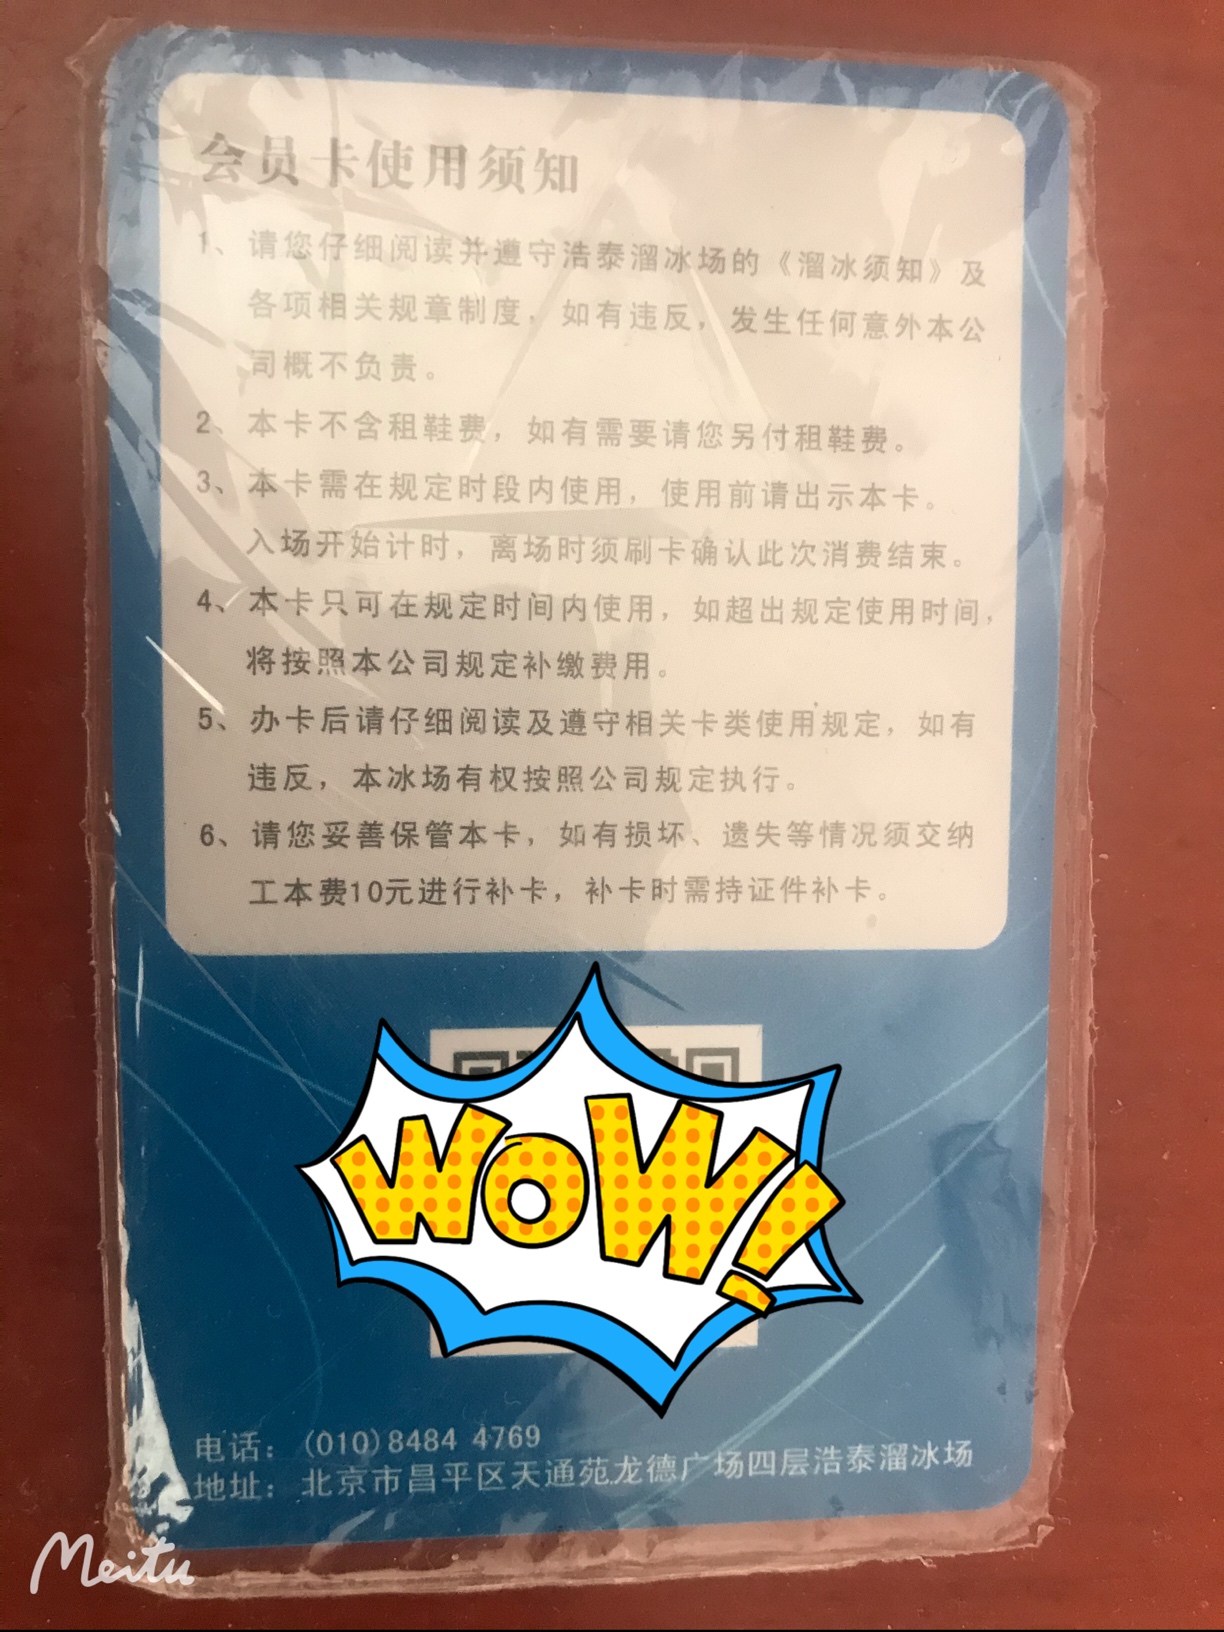 会员卡使用须知
1、请您仔细阅读并遵守浩泰溜冰场的《溜冰须知》及
各项相关规章制度，如有违反，发生任何意外本公
司概不负责。
2、本卡不含租鞋费，如有需要请您另付租鞋费。
3、本卡需在规定时段内使用，使用前请出示本卡。
入场开始计时，离场时须刷卡确认此次消费结束。
4、本卡只可在规定时间内使用，如超出规定使用时间，
将按照本公司规定补缴费用。
5、办卡后请仔细阅读及遵守相关卡类使用规定，如有
违反，本冰场有权按照公司规定执行。
6、请您妥善保管本卡，如有损坏、遗失等情况须交纳
工本费10元进行补卡，补卡时需持证件补卡。
WOW!
电话：(010)8484 4769
地址：北京市昌平区天通苑龙德广场四层浩泰溜冰场
Meitu